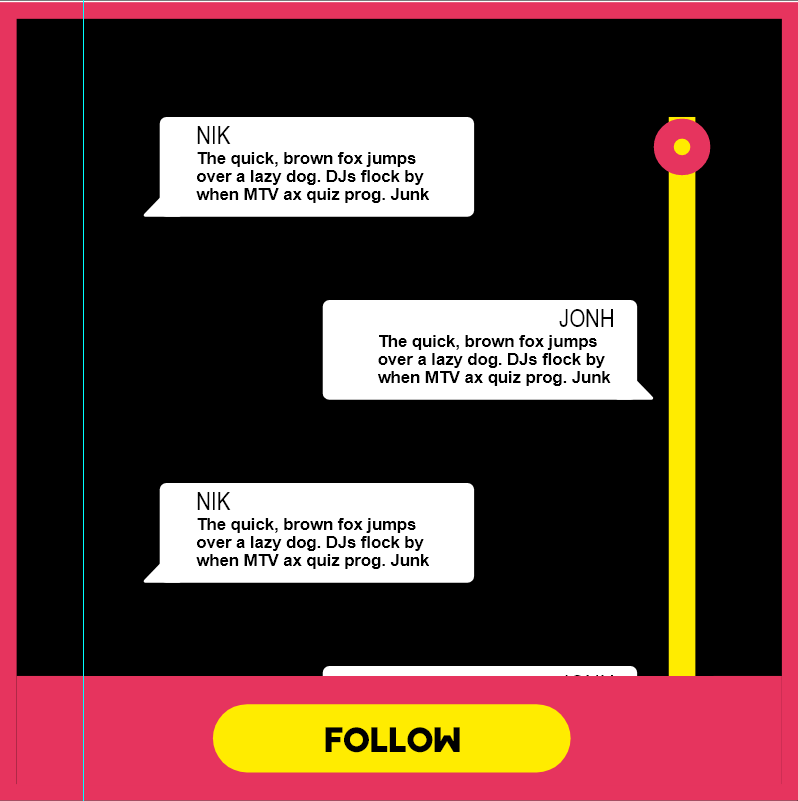 NIK
The quick, brown fox jumps
over a lazy dog. DJs flock by
when MTV ax quiz prog. Junk
JONH
The quick, brown fox jumps
over a lazy dog. DJs flock by
when MTV ax quiz prog. Junk
NIK
The quick, brown fox jumps
over a lazy dog. DJs flock by
when MTV ax quiz prog. Junk
FOLLOW